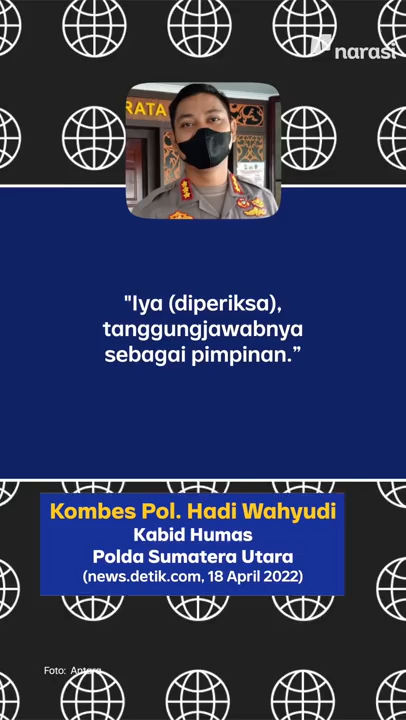 narasi
RATA
"Iya (diperiksa),
tanggungjawabnya
sebagai pimpinan.”
Kombes Pol. Hadi Wahyudi
Kabid Humas
Polda Sumatera Utara
(news.detik.com, 18 April 2022)
Foto: Antara